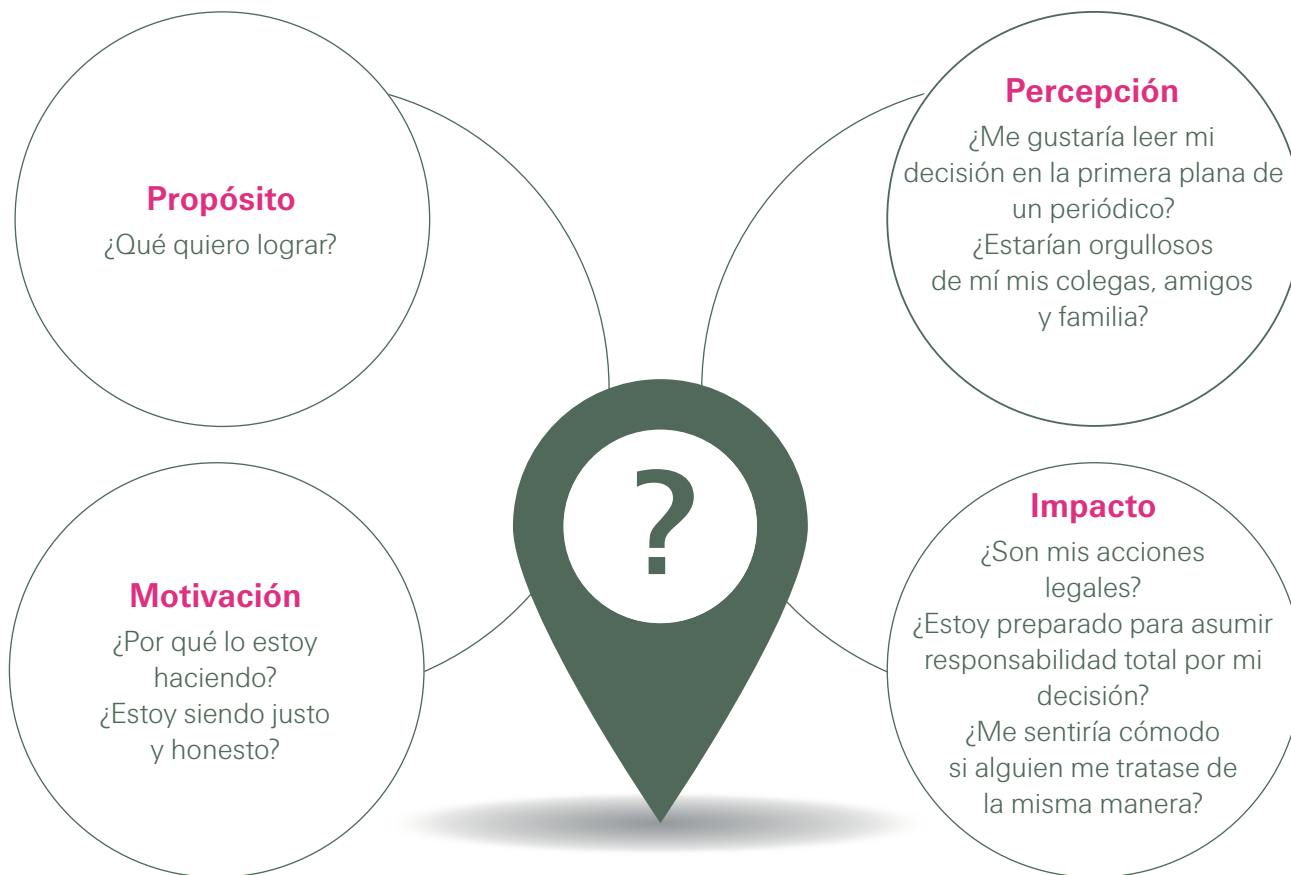 Propósito
¿Qué quiero lograr?
Percepción
¿Me gustaría leer mi
decisión en la primera plana de
un periódico?
¿Estarían orgullosos
de mí mis colegas, amigos
y familia?
?
Motivación
¿Por qué lo estoy
haciendo?
¿Estoy siendo justo
y honesto?
Impacto
¿Son mis acciones
legales?
¿Estoy preparado para asumir
responsabilidad total por mi
decisión?
¿Me sentiría cómodo
si alguien me tratase de
la misma manera?